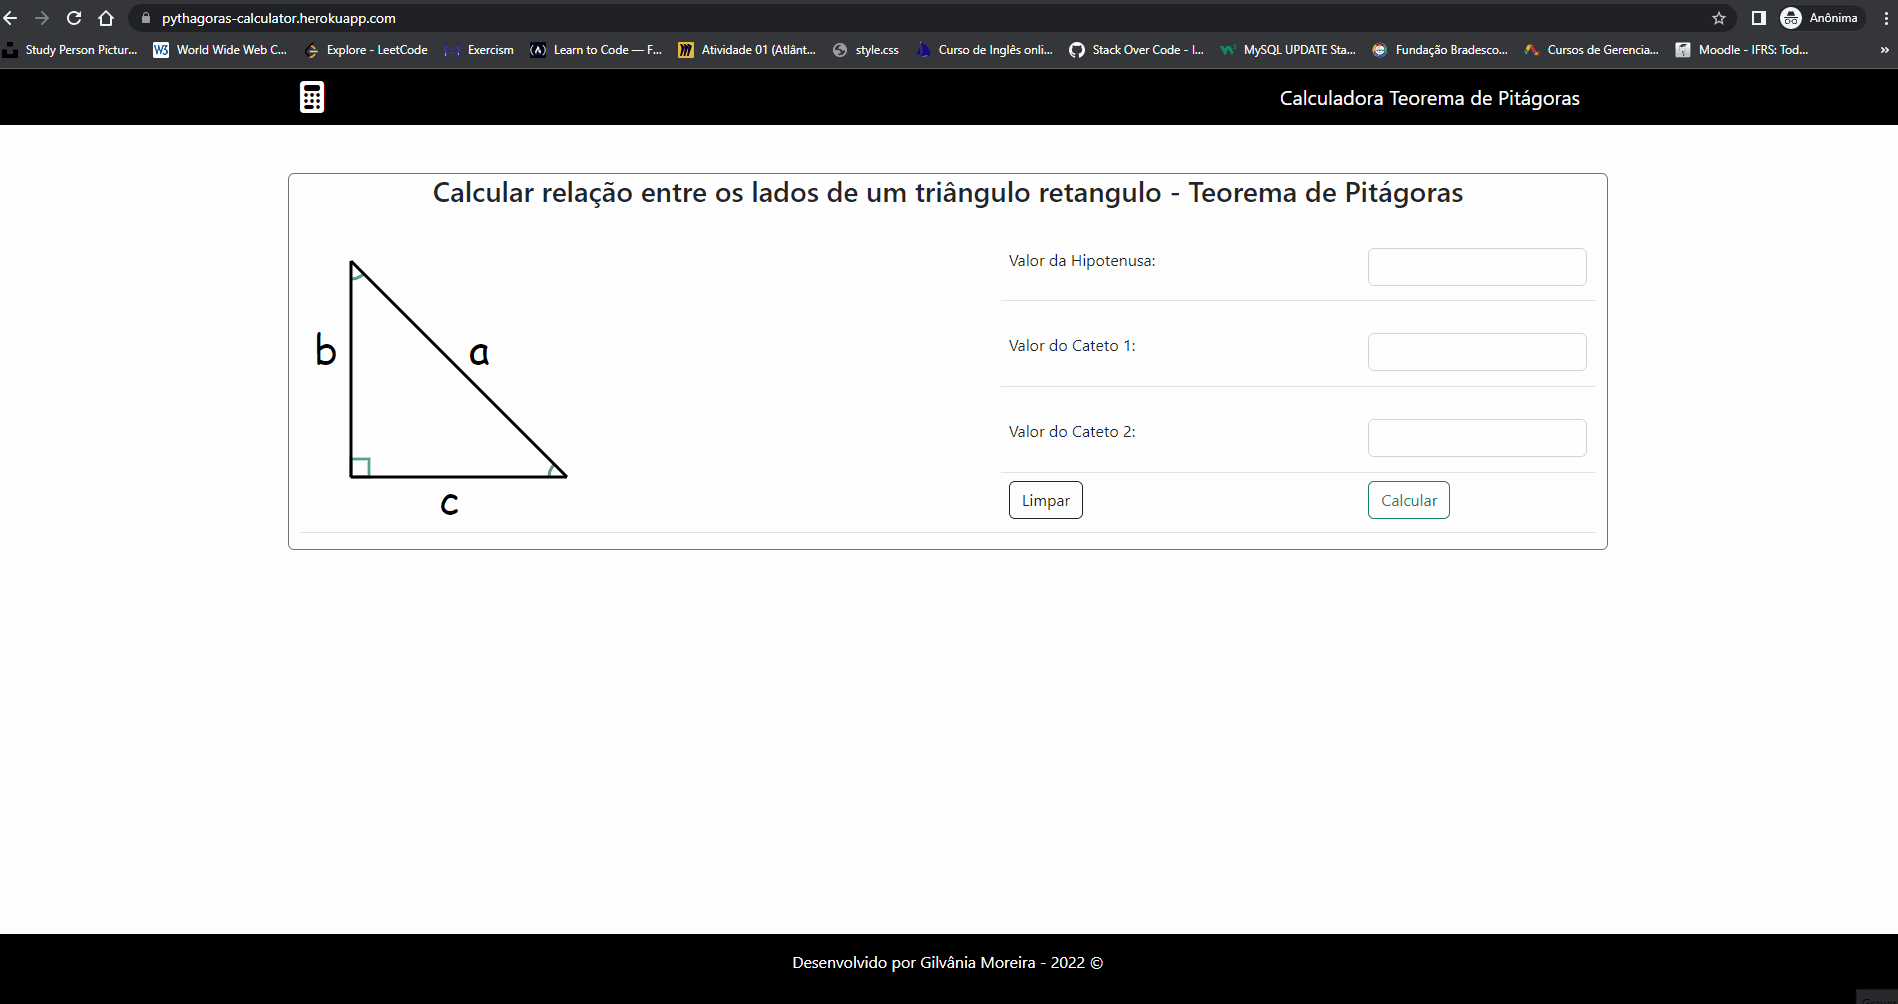 pythagoras-calculator.herokuapp.com
Anônima
Study Person Pictur...
W3 World Wide Web C...
Explore - LeetCode
Exercism
(A) Learn to Code — F...
Atividade 01 (Atlânt...
style.css
Curso de Inglês onli...
Stack Over Code - I...
MySQL UPDATE Sta...
Fundação Bradesco...
Cursos de Gerencia...
Moodle - IFRS: Tod...
»
Calculadora Teorema de Pitágoras
Calcular relação entre os lados de um triângulo retangulo - Teorema de Pitágoras
Valor da Hipotenusa:
b
a
Valor do Cateto 1:
Valor do Cateto 2:
c
Limpar
Calcular
Desenvolvido por Gilvânia Moreira - 2022 ©